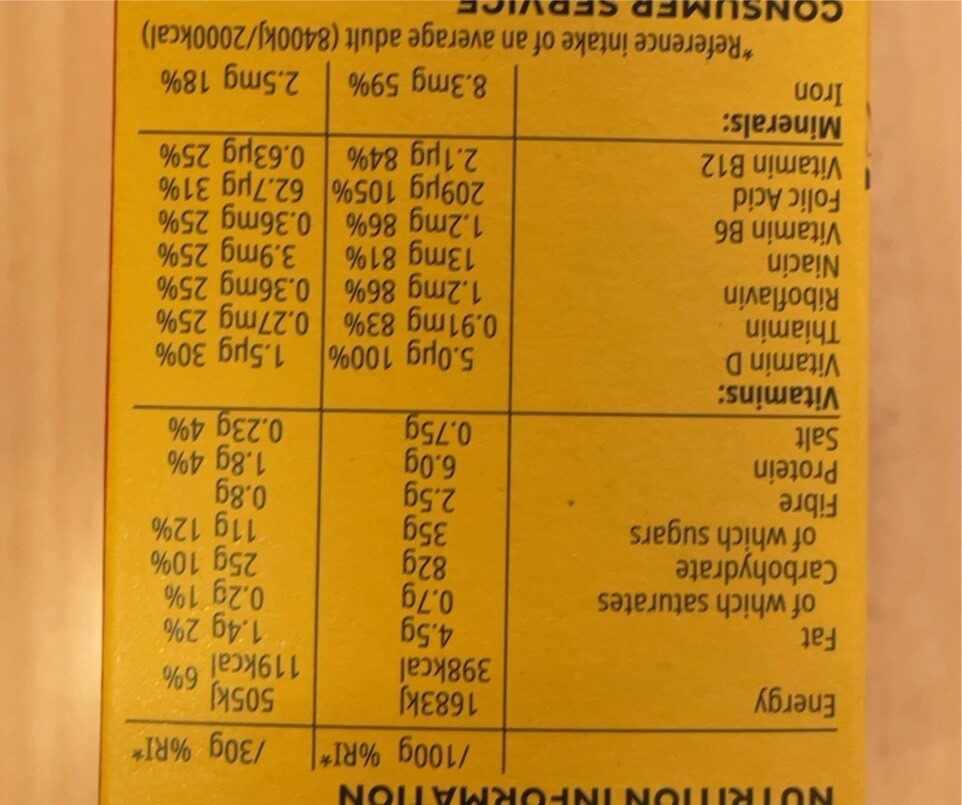 NUTRITION INFORMATION
/100g %RI* /30g %RI*
Energy 1683kJ 505kJ
398kcal 119kcal 6%
Fat 4.5g 1.4g 2%
of which saturates 0.7g 0.2g 1%
Carbohydrate 82g 25g 10%
of which sugars 35g 11g 12%
Fibre 2.5g 0.8g
Protein 6.0g 1.8g 4%
Salt 0.75g 0.23g 4%
Vitamins:
Vitamin D 5.0µg 100% 1.5µg 30%
Thiamin 0.91mg 83% 0.27mg 25%
Riboflavin 1.2mg 86% 0.36mg 25%
Niacin 13mg 81% 3.9mg 25%
Vitamin B6 1.2mg 86% 0.36mg 25%
Folic Acid 209µg 105% 62.7µg 31%
Vitamin B12 2.1µg 84% 0.63µg 25%
Minerals:
Iron 8.3mg 59% 2.5mg 18%
*Reference intake of an average adult (8400kJ/2000kcal)
CONSUMER SERVICE